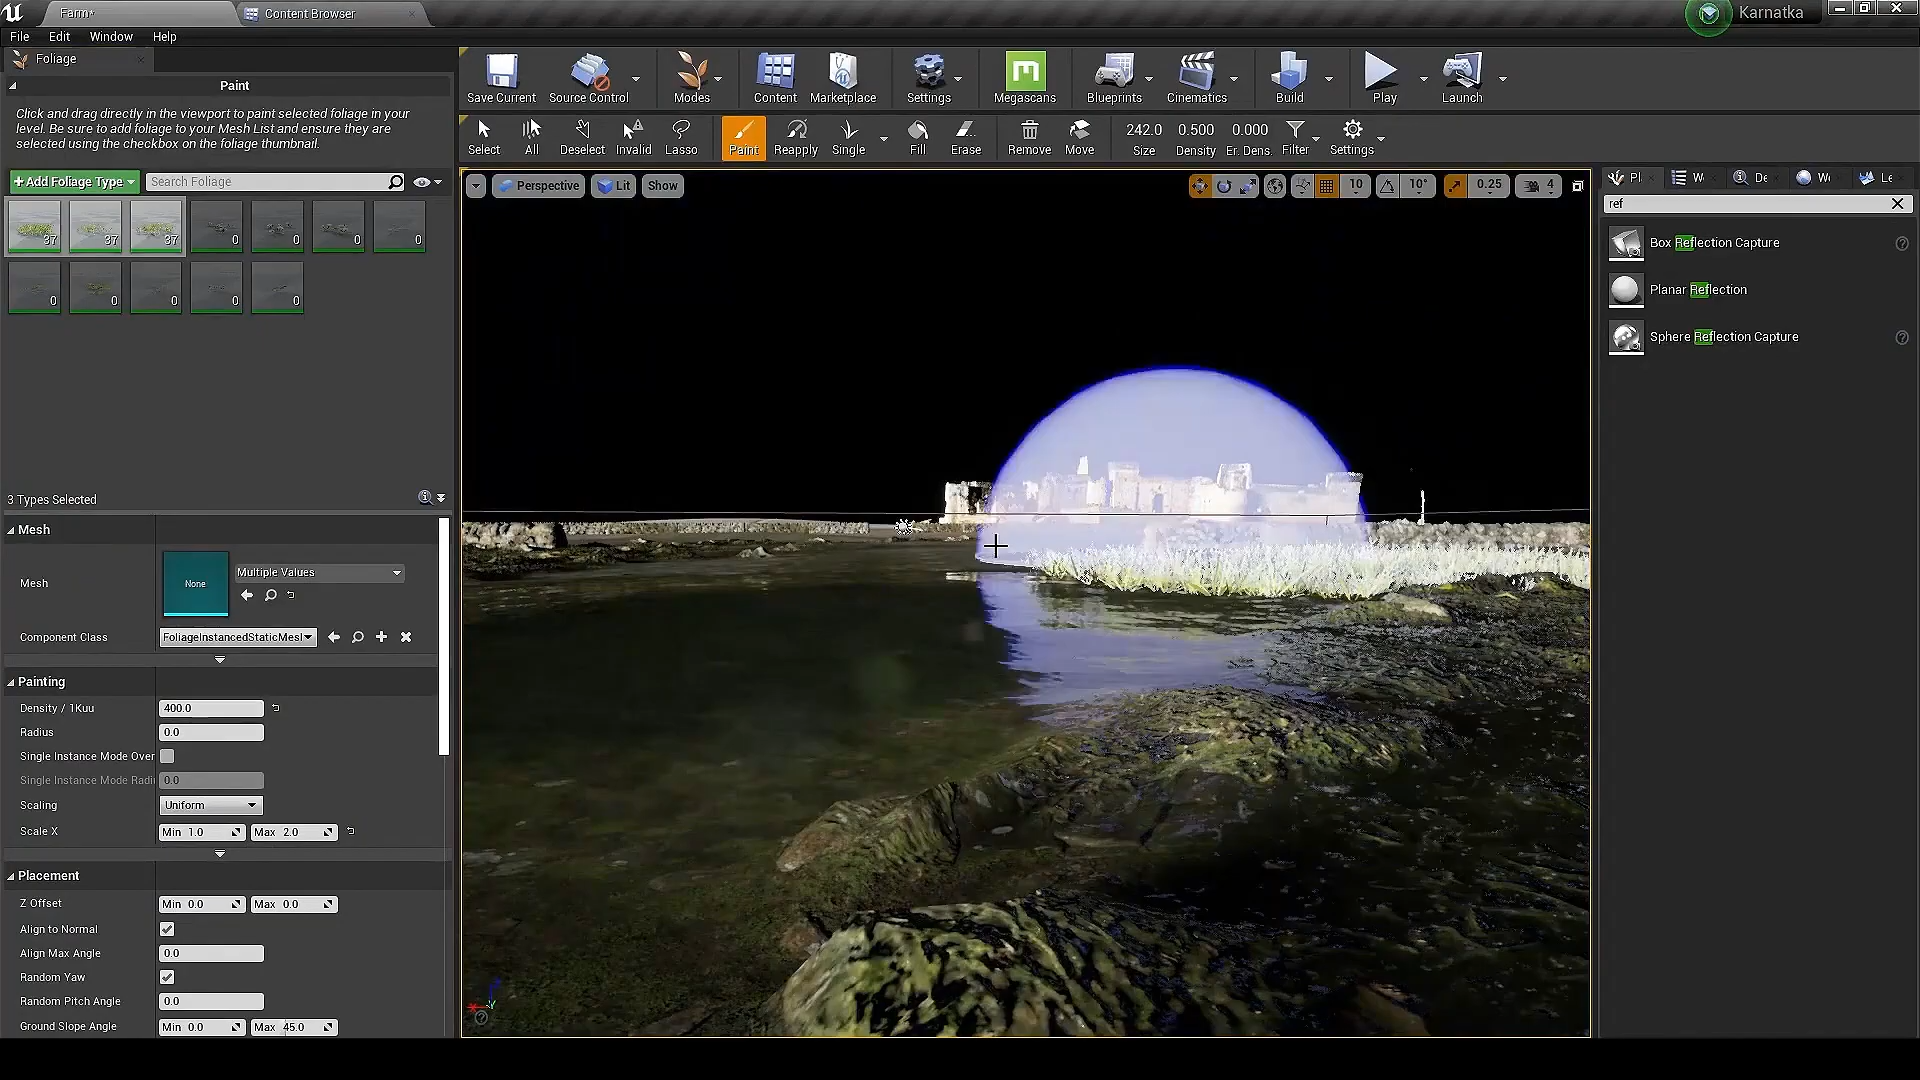 Farm*
Content Browser
Karnatka
File Edit Window Help
Foliage
Paint
Click and drag directly in the viewport to paint selected foliage in your
level. Be sure to add foliage to your Mesh List and ensure they are
selected using the checkbox on the foliage thumbnail.
+Add Foliage Type
Search Foliage
37 37 37 0 0 0 0
0 0 0 0 0
3 Types Selected
Mesh
Mesh
None
Multiple Values
Component Class
FoliageInstancedStaticMesl
Painting
Density / 1Kuu 400.0
Radius 0.0
Single Instance Mode Over
Single Instance Mode Radi 0.0
Scaling Uniform
Scale X Min 1.0 Max 2.0
Placement
Z Offset Min 0.0 Max 0.0
Align to Normal
Align Max Angle 0.0
Random Yaw
Random Pitch Angle 0.0
Ground Slope Angle Min 0.0 Max 45.0
Save Current Source Control Modes Content Marketplace Settings Megascans Blueprints Cinematics Build Play Launch
Select All Deselect Invalid Lasso Paint Reapply Single Fill Erase Remove Move
242.0 0.500 0.000
Size Density Er. Dens. Filter Settings
Perspective Lit Show
10 10° 0.25 4
Pl W De W Le
ref
Box Reflection Capture
Planar Reflection
Sphere Reflection Capture